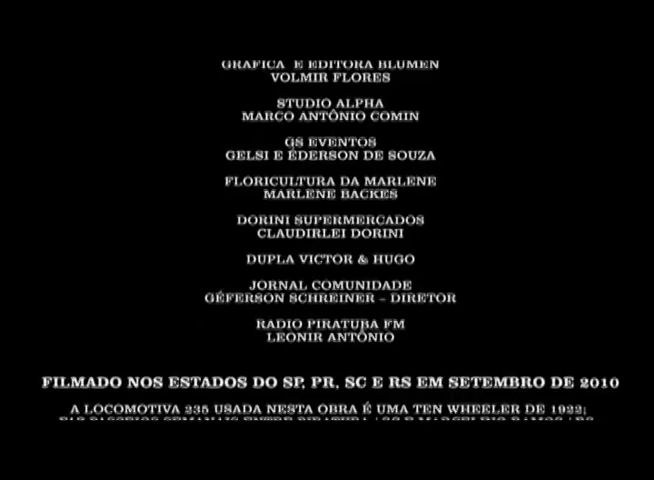 GRÁFICA E EDITORA BLUMEN
VOLMIR FLORES
STUDIO ALPHA
MARCO ANTÔNIO COMIN
GS EVENTOS
GELSI E ÉDERSON DE SOUZA
FLORICULTURA DA MARLENE
MARLENE BACKES
DORINI SUPERMERCADOS
CLAUDIRLEI DORINI
DUPLA VICTOR & HUGO
JORNAL COMUNIDADE
GÉFERSON SCHREINER – DIRETOR
RADIO PIRATUBA FM
LEONIR ANTÔNIO
FILMADO NOS ESTADOS DO SP, PR, SC E RS EM SETEMBRO DE 2010
A LOCOMOTIVA 235 USADA NESTA OBRA É UMA TEN WHEELER DE 1922;